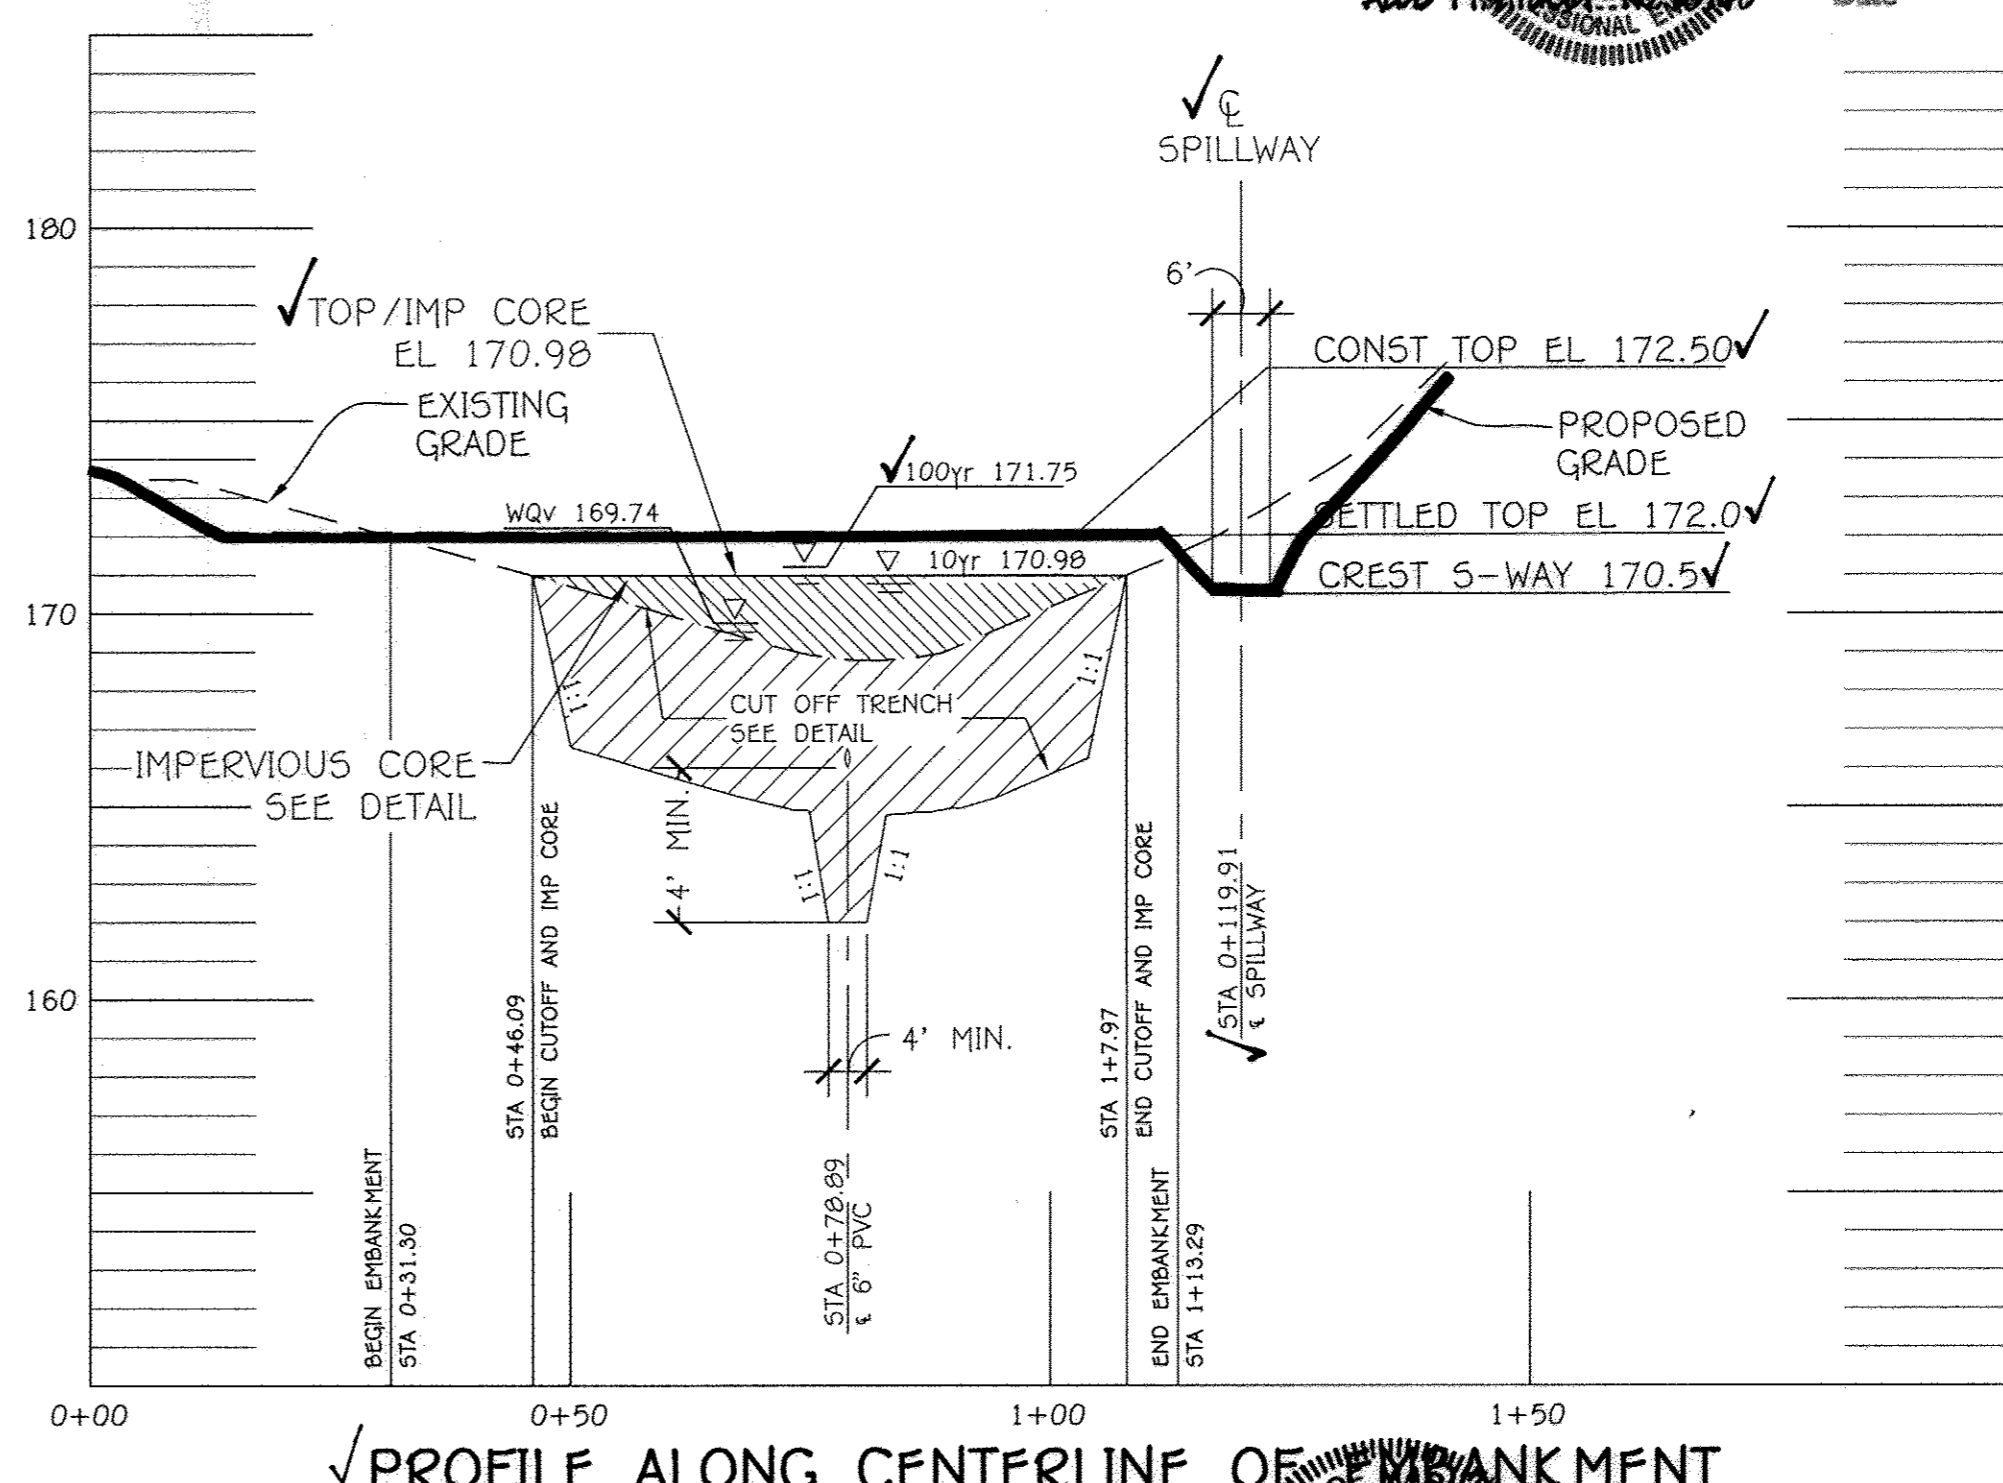 SSIONAL EN
℄
SPILLWAY
180
6'
TOP/IMP CORE
EL 170.98
CONST TOP EL 172.50
EXISTING
GRADE
PROPOSED
GRADE
100yr 171.75
WQv 169.74
SETTLED TOP EL 172.0
10yr 170.98
CREST S-WAY 170.5
170
1:1
1:1
CUT OFF TRENCH
SEE DETAIL
IMPERVIOUS CORE
SEE DETAIL
4' MIN.
1:1
1:1
160
4' MIN.
BEGIN EMBANKMENT
STA 0+31.30
STA 0+46.09
BEGIN CUTOFF AND IMP CORE
STA 0+78.89
℄ 6" PVC
STA 1+7.97
END CUTOFF AND IMP CORE
END EMBANKMENT
STA 1+13.29
STA 0+119.91
℄ SPILLWAY
0+00
0+50
1+00
1+50
PROFILE ALONG CENTERLINE OF EMBANKMENT